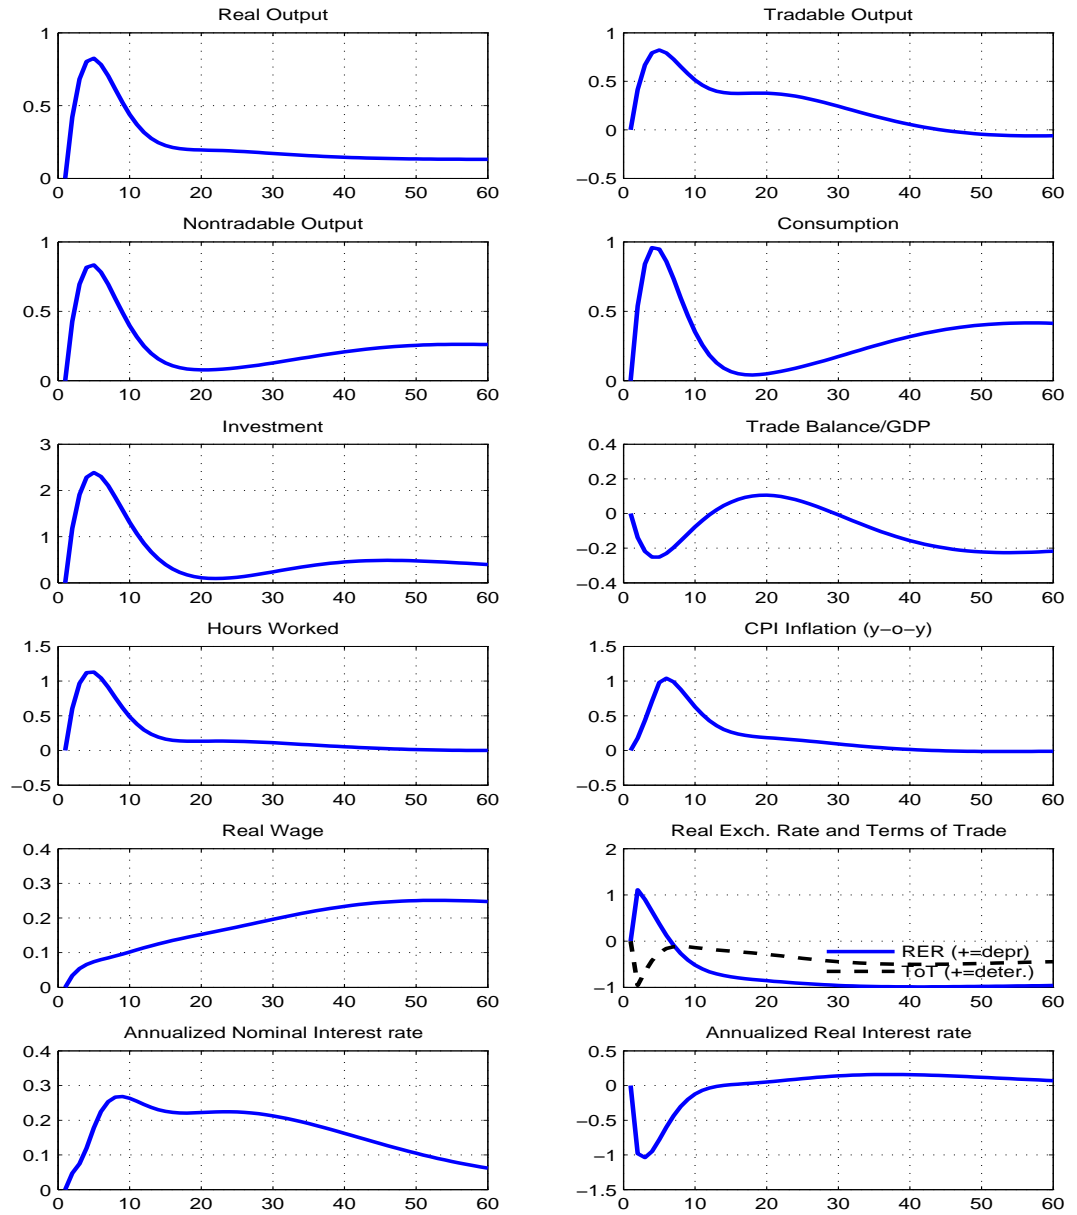 Real Output
1
0.5
0
0 10 20 30 40 50 60
Tradable Output
1
0.5
0
−0.5
0 10 20 30 40 50 60
Nontradable Output
1
0.5
0
0 10 20 30 40 50 60
Consumption
1
0.5
0
0 10 20 30 40 50 60
Investment
3
2
1
0
0 10 20 30 40 50 60
Trade Balance/GDP
0.4
0.2
0
−0.2
−0.4
0 10 20 30 40 50 60
Hours Worked
1.5
1
0.5
0
−0.5
0 10 20 30 40 50 60
CPI Inflation (y−o−y)
1.5
1
0.5
0
−0.5
0 10 20 30 40 50 60
Real Wage
0.4
0.3
0.2
0.1
0
0 10 20 30 40 50 60
Real Exch. Rate and Terms of Trade
2
1
0
−1
RER (+=depr)
ToT (+=deter.)
0 10 20 30 40 50 60
Annualized Nominal Interest rate
0.4
0.3
0.2
0.1
0
0 10 20 30 40 50 60
Annualized Real Interest rate
0.5
0
−0.5
−1
−1.5
0 10 20 30 40 50 60